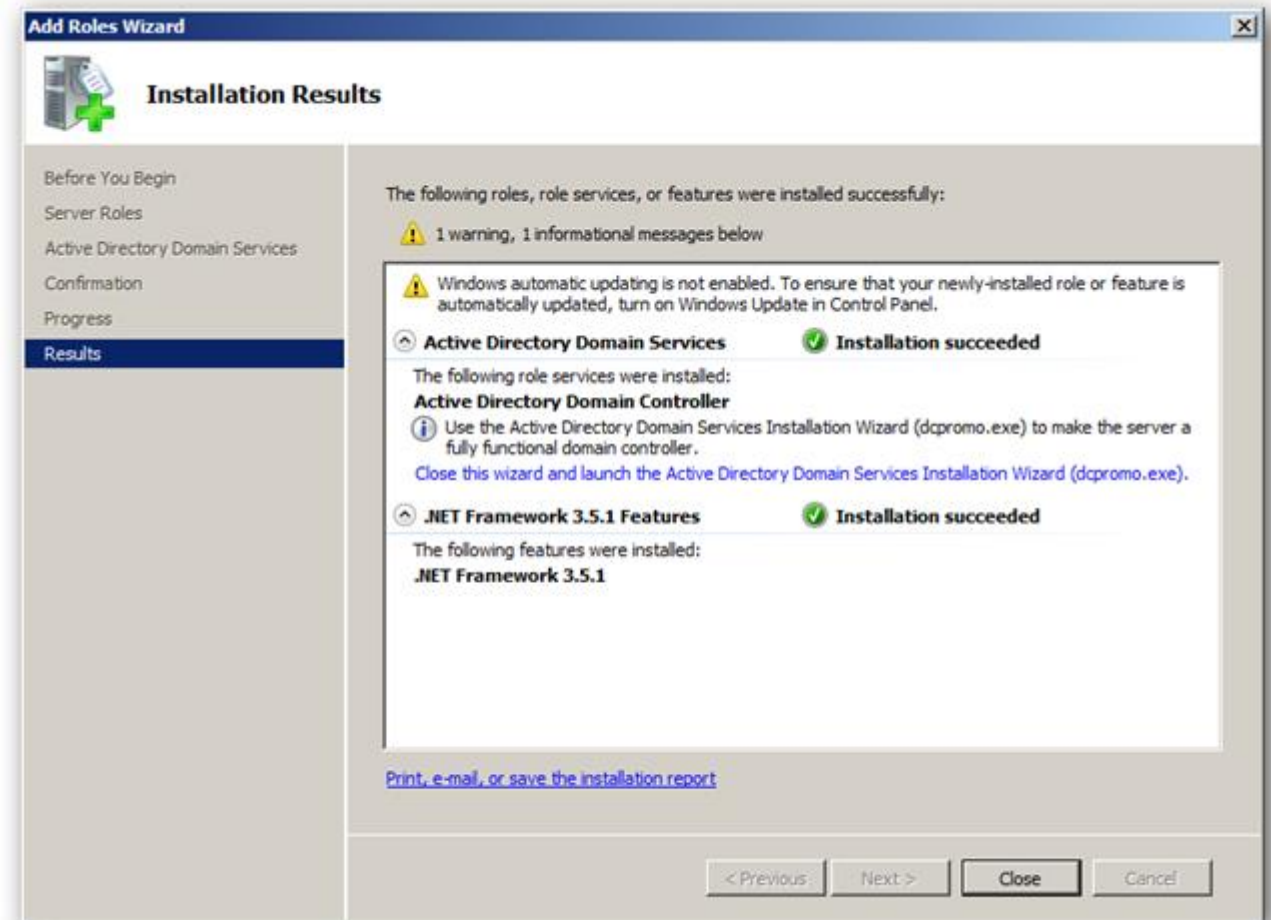 Add Roles Wizard
Installation Results
Before You Begin
Server Roles
Active Directory Domain Services
Confirmation
Progress
Results
The following roles, role services, or features were installed successfully:
1 warning, 1 informational messages below
Windows automatic updating is not enabled. To ensure that your newly-installed role or feature is
automatically updated, turn on Windows Update in Control Panel.
Active Directory Domain Services Installation succeeded
The following role services were installed:
Active Directory Domain Controller
Use the Active Directory Domain Services Installation Wizard (dcpromo.exe) to make the server a
fully functional domain controller.
Close this wizard and launch the Active Directory Domain Services Installation Wizard (dcpromo.exe).
.NET Framework 3.5.1 Features Installation succeeded
The following features were installed:
.NET Framework 3.5.1
Print, e-mail, or save the installation report
< Previous Next > Close Cancel